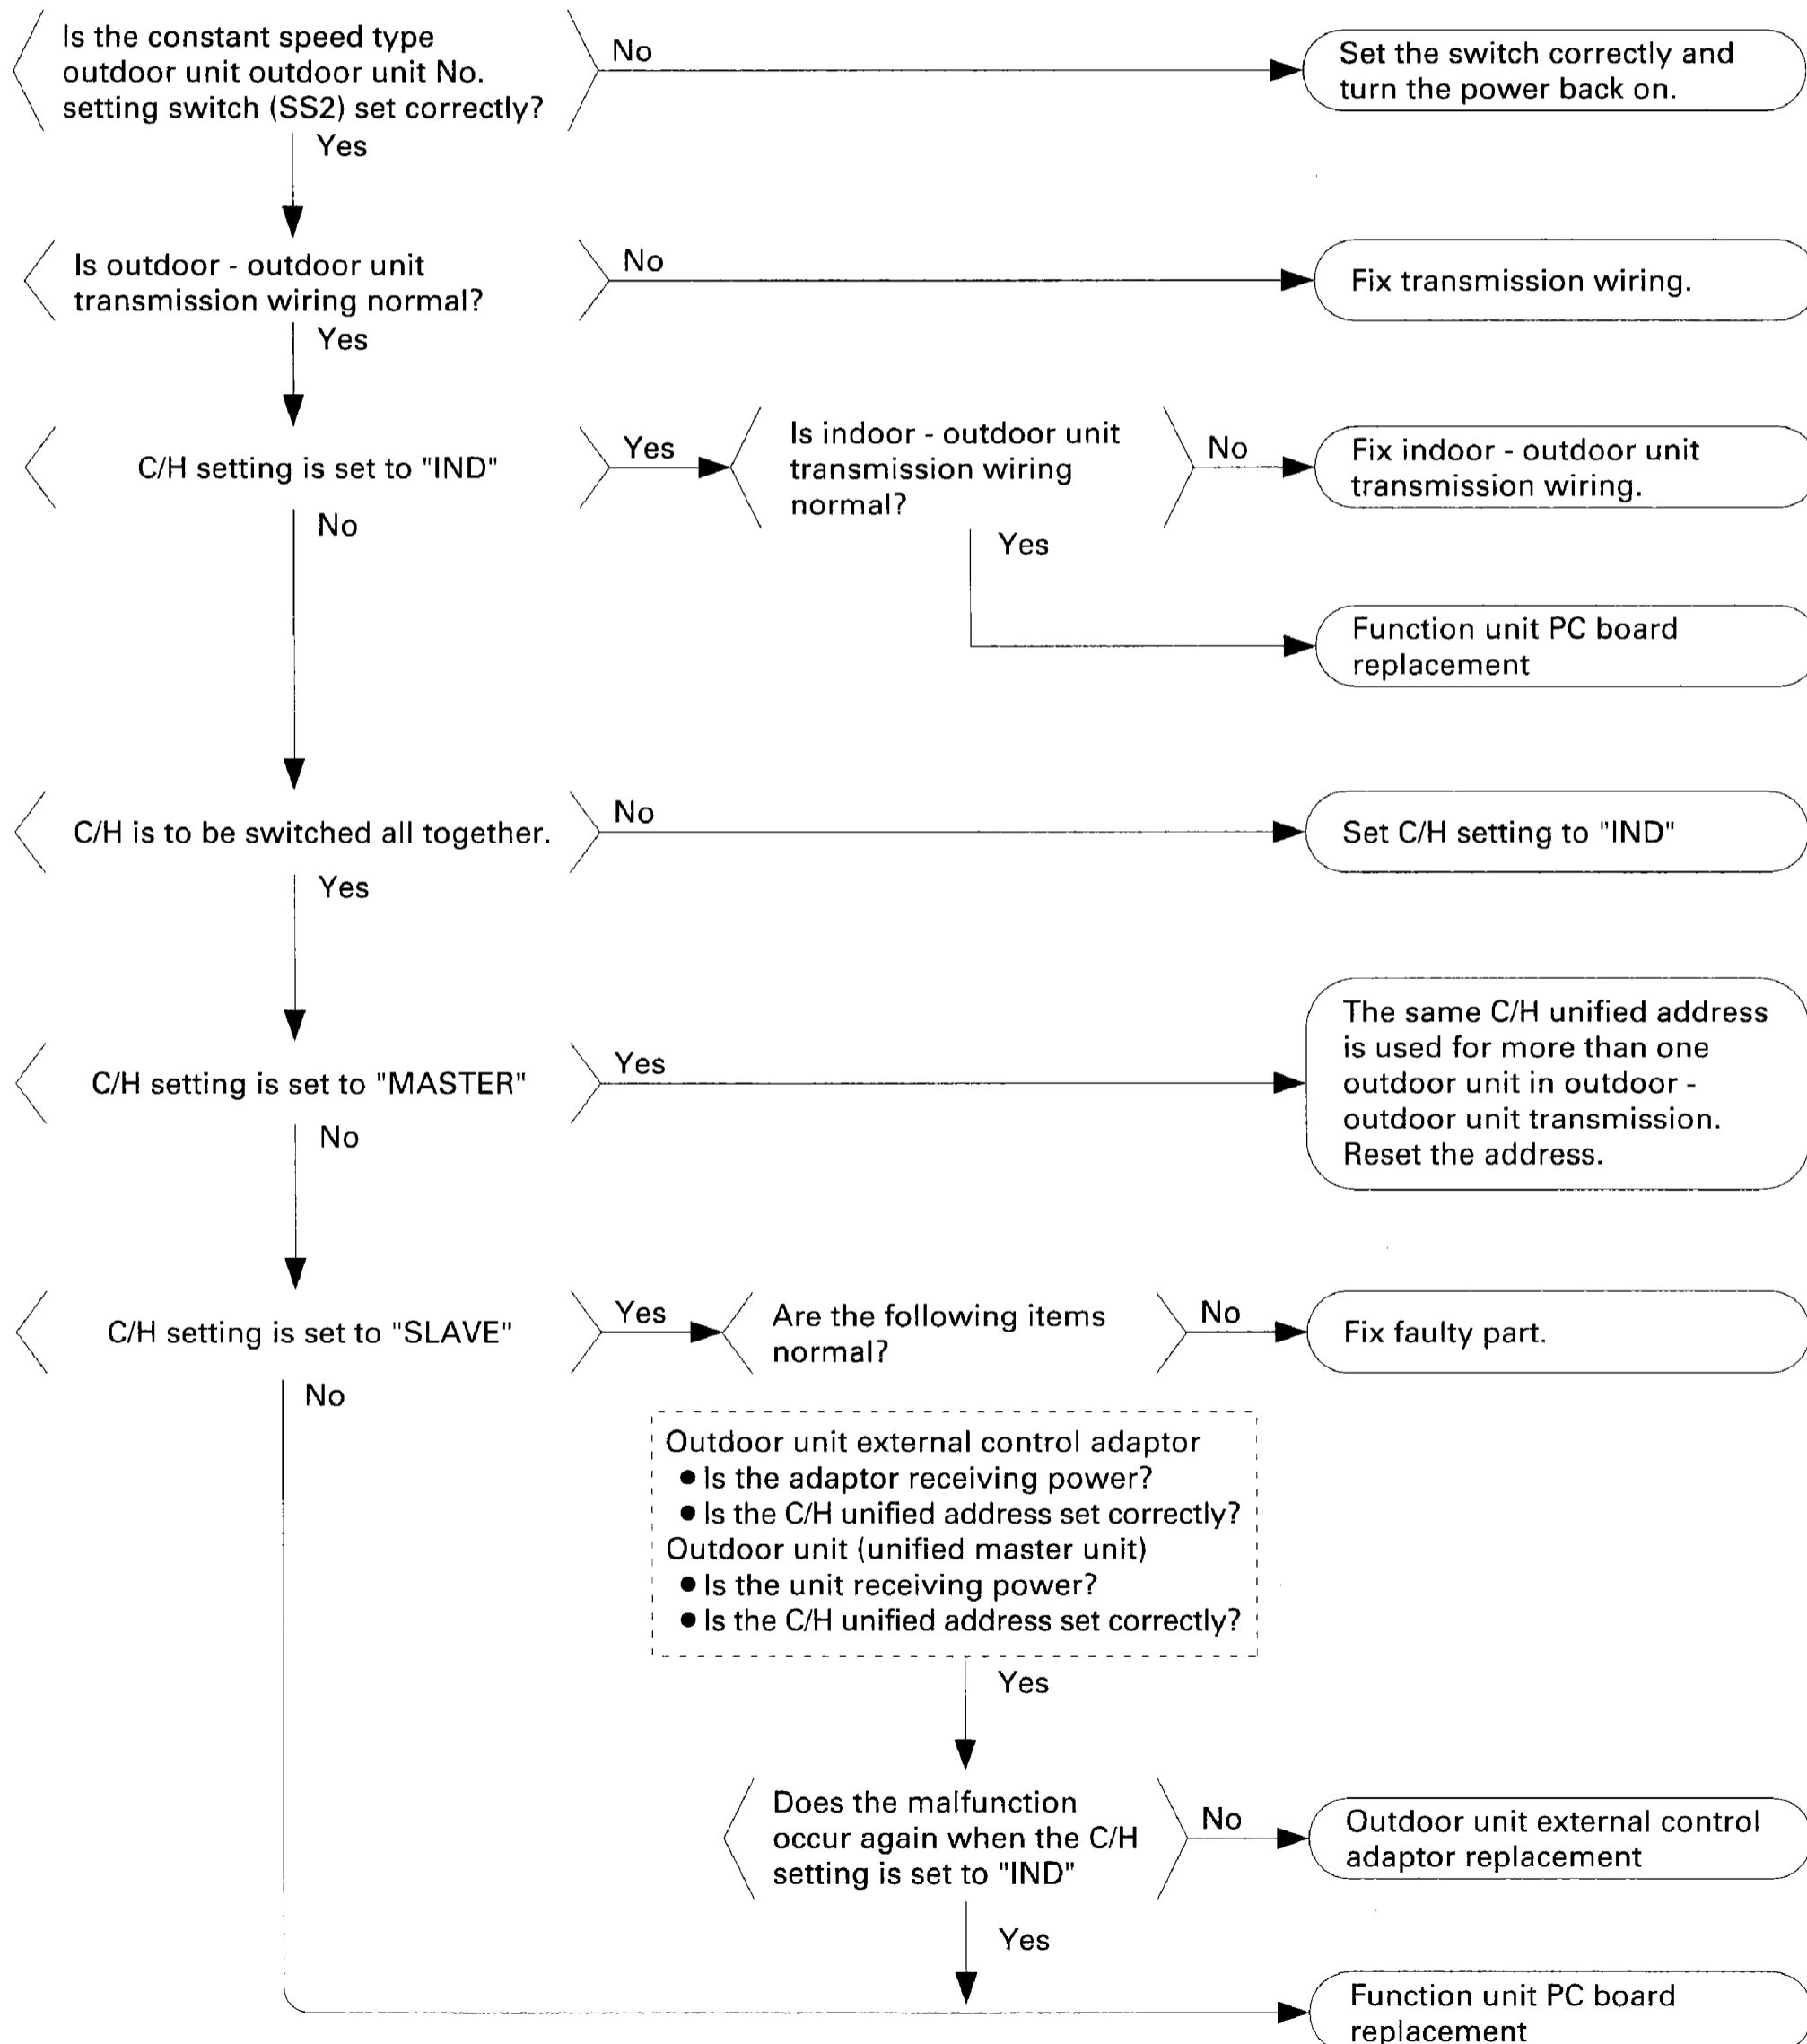 Is the constant speed type
outdoor unit outdoor unit No.
setting switch (SS2) set correctly?
No
Set the switch correctly and
turn the power back on.
Yes
Is outdoor - outdoor unit
transmission wiring normal?
No
Fix transmission wiring.
Yes
C/H setting is set to "IND"
Yes
Is indoor - outdoor unit
transmission wiring
normal?
No
Fix indoor - outdoor unit
transmission wiring.
No
Yes
Function unit PC board
replacement
C/H is to be switched all together.
No
Set C/H setting to "IND"
Yes
C/H setting is set to "MASTER"
Yes
The same C/H unified address
is used for more than one
outdoor unit in outdoor -
outdoor unit transmission.
Reset the address.
No
C/H setting is set to "SLAVE"
Yes
Are the following items
normal?
No
Fix faulty part.
No
Outdoor unit external control adaptor
● Is the adaptor receiving power?
● Is the C/H unified address set correctly?
Outdoor unit (unified master unit)
● Is the unit receiving power?
● Is the C/H unified address set correctly?
Yes
Does the malfunction
occur again when the C/H
setting is set to "IND"
No
Outdoor unit external control
adaptor replacement
Yes
Function unit PC board
replacement